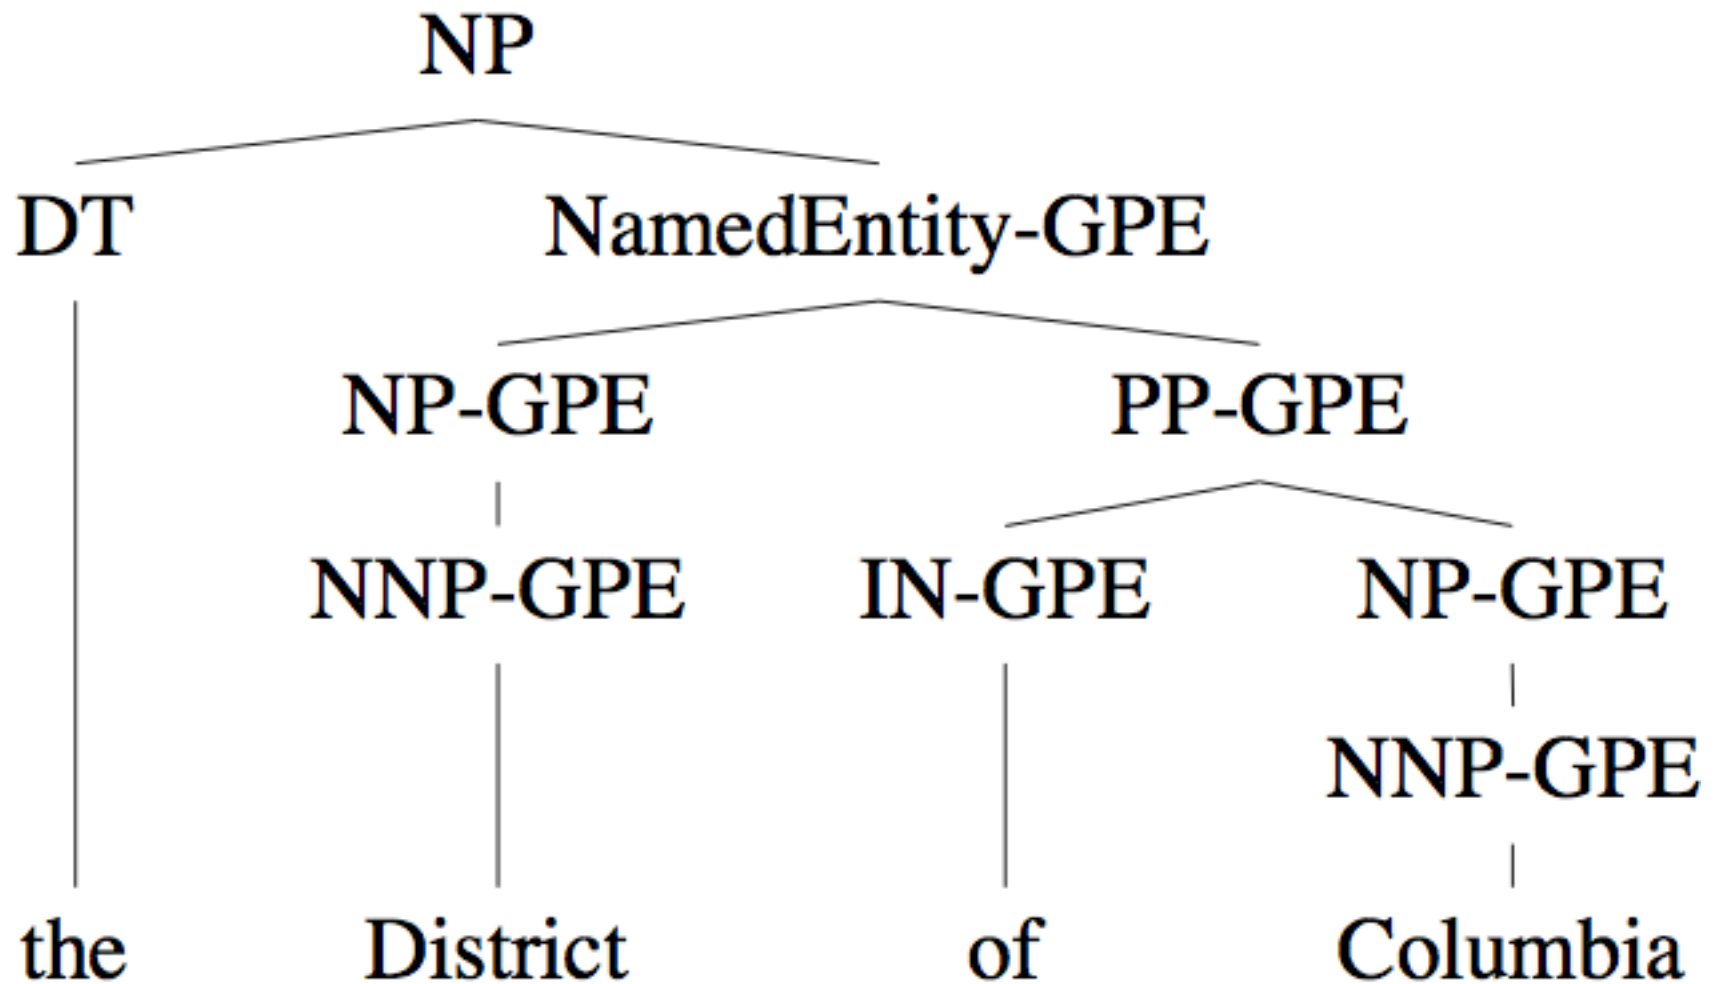 NP
DT NamedEntity-GPE
NP-GPE PP-GPE
NNP-GPE IN-GPE NP-GPE
NNP-GPE
the District of Columbia